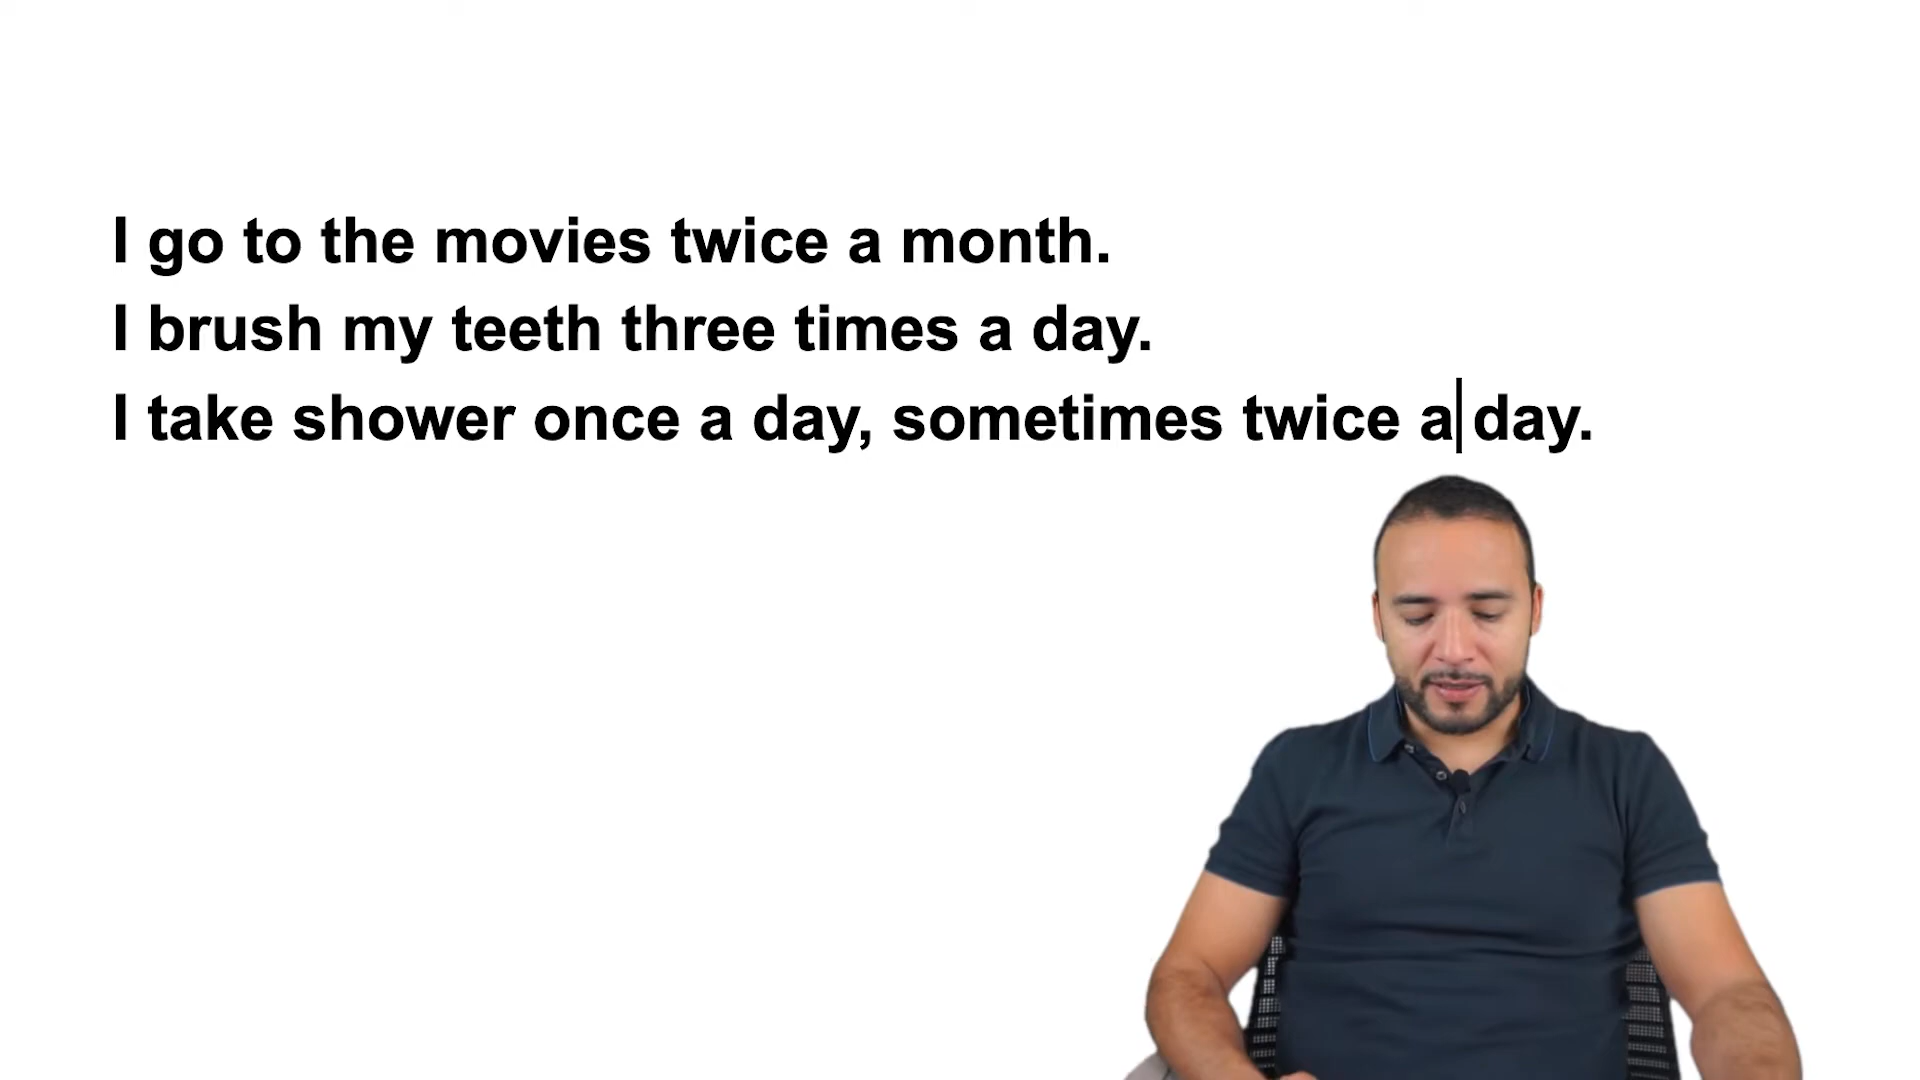 I go to the movies twice a month.
I brush my teeth three times a day.
I take shower once a day, sometimes twice a day.